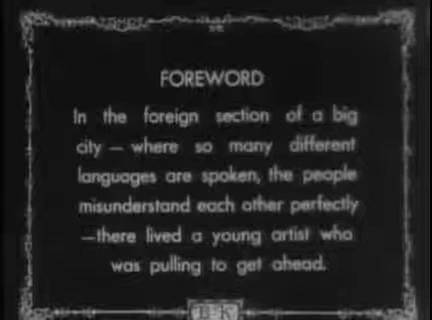 FOREWORD
In the foreign section of a big
city — where so many different
languages are spoken, the people
misunderstand each other perfectly
—there lived a young artist who
was pulling to get ahead.